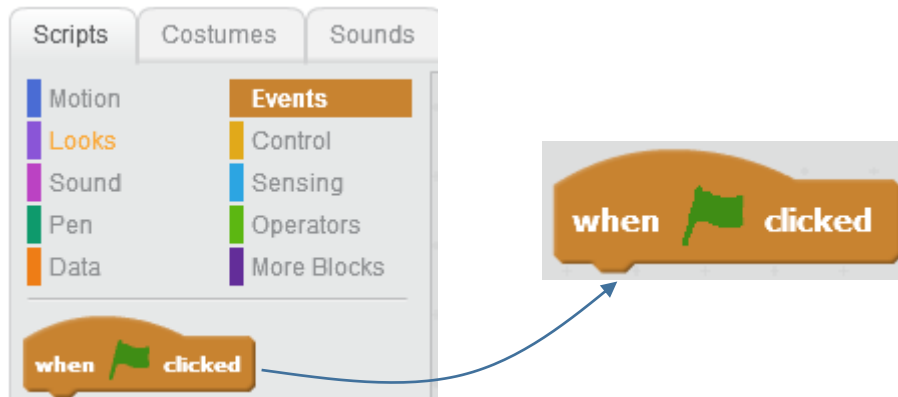 Scripts Costumes Sounds
Motion Events
Looks Control
Sound Sensing
Pen Operators
Data More Blocks
when clicked
when clicked